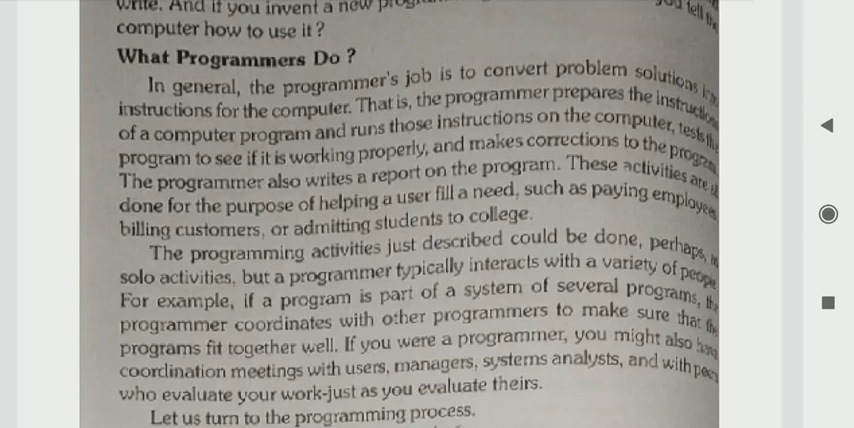 write. And if you invent a new
computer how to use it ?
What Programmers Do ?
In general, the programmer's job is to convert problem solutions
instructions for the computer. That is, the programmer prepares the
of a computer program and runs those instructions on the computer, tests
program to see if it is working properly, and makes corrections to the
The programmer also writes a report on the program. These activities are
done for the purpose of helping a user fill a need, such as paying
billing customers, or admitting students to college.
The programming activities just described could be done, perhaps,
solo activities, but a programmer typically interacts with a variety of
For example, if a program is part of a system of several programs,
programmer coordinates with other programmers to make sure that
programs fit together well. If you were a programmer, you might also
coordination meetings with users, managers, systems analysts, and with
who evaluate your work-just as you evaluate theirs.
Let us turn to the programming process.